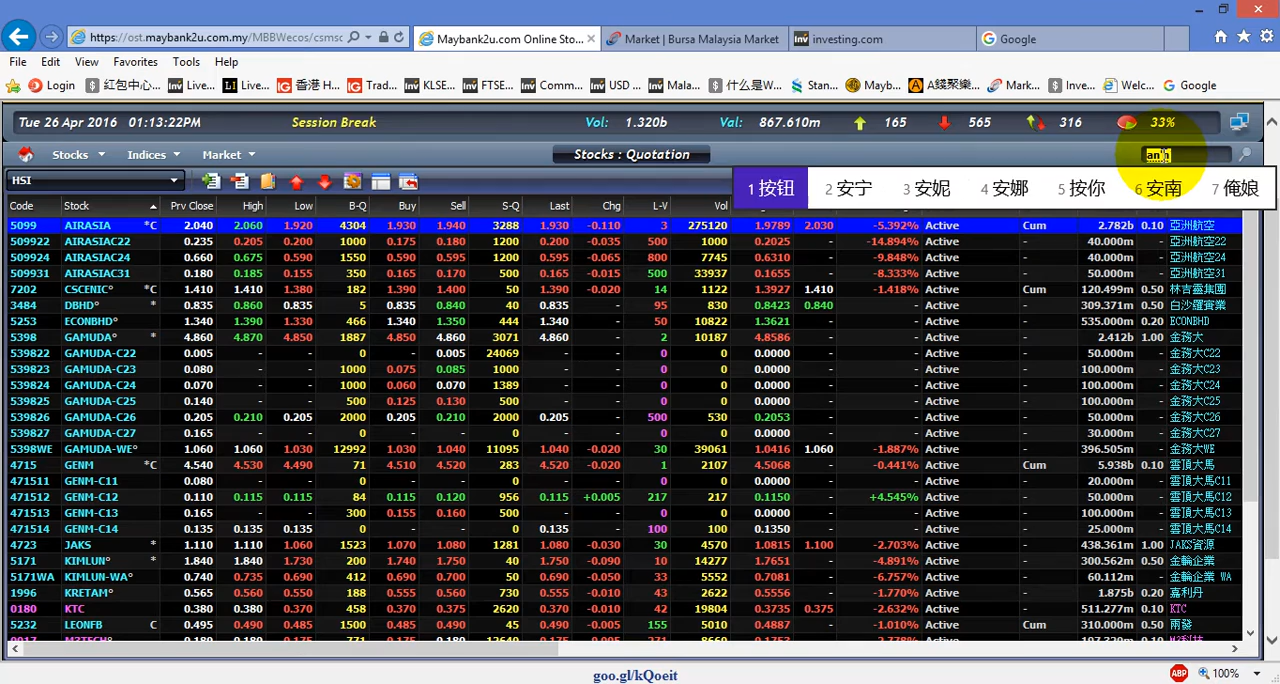 https://ost.maybank2u.com.my/MBBWecos/csmsc
Maybank2u.com Online Sto...
Market | Bursa Malaysia Market
Inv investing.com
Google
File Edit View Favorites Tools Help
Login 紅包中心... Inv Live... LI Live... IG 香港 H... IG Trad... Inv KLSE... Inv FTSE... Inv Comm... Inv USD ... Inv Mala... 什么是W... Stan... Mayb... A錢聚樂... Mark... Inve... Welc... Google
Tue 26 Apr 2016 01:13:22PM Session Break Vol: 1.320b Val: 867.610m 165 565 316 33%
Stocks Indices Market Stocks : Quotation
HSI 1 按钮 2 安宁 3 安妮 4 安娜 5 按你 6 安南 7 俺娘
Code Stock Prv Close High Low B-Q Buy Sell S-Q Last Chg L-V Vol
5099 AIRASIA *C 2.040 2.060 1.920 4304 1.930 1.940 3288 1.930 -0.110 3 275120 1.9789 2.030 -5.392% Active Cum 2.782b 0.10 亞洲航空
509922 AIRASIAC22 0.235 0.205 0.200 1000 0.175 0.180 1200 0.200 -0.035 500 1000 0.2025 - -14.894% Active - 40.000m - 亞洲航空22
509924 AIRASIAC24 0.660 0.675 0.590 1550 0.590 0.595 1200 0.595 -0.065 800 7745 0.6310 - -9.848% Active - 40.000m - 亞洲航空24
509931 AIRASIAC31 0.180 0.185 0.155 350 0.165 0.170 50 0.165 -0.015 500 33937 0.1655 - -8.333% Active - 50.000m - 亞洲航空31
7202 CSCENIC° *C 1.410 1.410 1.380 182 1.390 1.400 50 1.390 -0.020 14 1122 1.3927 1.410 -1.418% Active Cum 120.499m 0.50 林吉靈集團
3484 DBHD° * 0.835 0.860 0.835 5 0.835 0.840 40 0.835 - 95 830 0.8423 0.840 - Active - 309.371m 0.50 白沙羅實業
5253 ECONBHD° 1.340 1.390 1.330 466 1.340 1.350 444 1.340 - 50 10822 1.3621 - Active - 535.000m 0.20 ECONBHD
5398 GAMUDA° * 4.860 4.870 4.850 1887 4.850 4.860 3071 4.860 - 2 10187 4.8586 - Active - 2.412b 1.00 金務大
539822 GAMUDA-C22 0.005 - - 0 - 0.005 24069 - - 0 0 0.0000 - Active - 50.000m - 金務大C22
539823 GAMUDA-C23 0.080 - - 1000 0.075 0.085 1000 - - 0 0 0.0000 - Active - 100.000m - 金務大C23
539824 GAMUDA-C24 0.070 - - 1000 0.060 0.070 1389 - - 0 0 0.0000 - Active - 100.000m - 金務大C24
539825 GAMUDA-C25 0.140 - - 500 0.125 0.130 500 - - 0 0 0.0000 - Active - 100.000m - 金務大C25
539826 GAMUDA-C26 0.205 0.210 0.205 2000 0.205 0.210 2000 0.205 - 500 530 0.2053 - Active - 100.000m - 金務大C26
539827 GAMUDA-C27 0.165 - - 0 - - 0 - - 0 0 0.0000 - Active - 30.000m - 金務大C27
5398WE GAMUDA-WE° 1.060 1.060 1.030 12992 1.030 1.040 11095 1.040 -0.020 30 39061 1.0416 1.060 -1.887% Active - 396.505m - 金務大WE
4715 GENM *C 4.540 4.530 4.490 71 4.510 4.520 283 4.520 -0.020 1 2107 4.5068 - -0.441% Active Cum 5.938b 0.10 雲頂大馬
471511 GENM-C11 0.080 - - 0 - - 0 - - 0 0 0.0000 - Active - 20.000m - 雲頂大馬C11
471512 GENM-C12 0.110 0.115 0.115 84 0.115 0.120 956 0.115 +0.005 217 217 0.1150 - +4.545% Active - 50.000m - 雲頂大馬C12
471513 GENM-C13 0.165 - - 300 0.155 0.160 500 - - 0 0 0.0000 - Active - 50.000m - 雲頂大馬C13
471514 GENM-C14 0.135 0.135 0.135 0 - - 0 0.135 - 100 100 0.1350 - Active - 25.000m - 雲頂大馬C14
4723 JAKS * 1.110 1.110 1.060 1523 1.070 1.080 1281 1.080 -0.030 30 4570 1.0815 1.100 -2.703% Active - 438.361m 1.00 JAKS資源
5171 KIMLUN° * 1.840 1.840 1.730 200 1.740 1.750 40 1.750 -0.090 10 14277 1.7651 - -4.891% Active - 300.562m 0.50 金輪企業
5171WA KIMLUN-WA° 0.740 0.735 0.690 412 0.690 0.700 50 0.690 -0.050 33 5552 0.7081 - -6.757% Active - 60.112m - 金輪企業 WA
1996 KRETAM° 0.565 0.560 0.550 188 0.555 0.560 730 0.555 -0.010 43 2622 0.5556 - -1.770% Active - 1.875b 0.20 嘉利丹
0180 KTC 0.380 0.380 0.370 458 0.370 0.375 2620 0.370 -0.010 42 19804 0.3735 0.375 -2.632% Active - 511.277m 0.10 KTC
5232 LEONFB C 0.495 0.490 0.485 15 0.485 0.490 45 0.490 -0.005 155 5010 0.4887 - -1.010% Active Cum 310.000m 0.50 兩發
goo.gl/kQoeit
ABP 100%